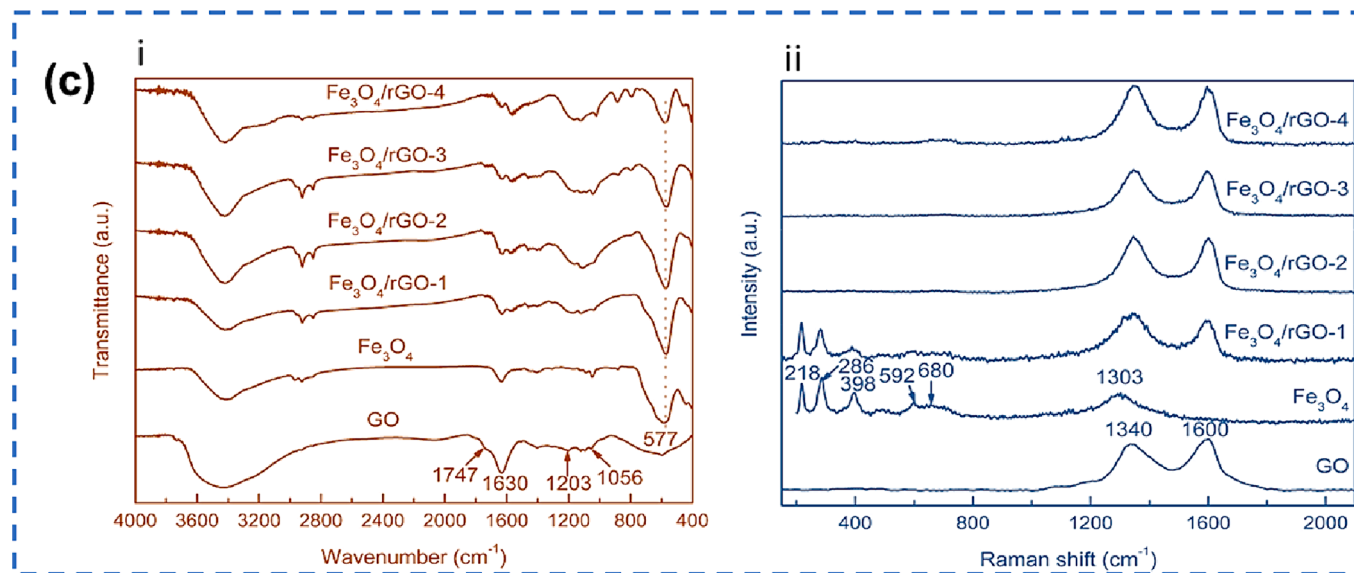 (c)
i
Fe3O4/rGO-4
Fe3O4/rGO-3
Fe3O4/rGO-2
Fe3O4/rGO-1
Fe3O4
GO
577
1747
1630
1203
1056
4000 3600 3200 2800 2400 2000 1600 1200 800 400
Wavenumber (cm-1)
Transmittance (a.u.)
ii
Fe3O4/rGO-4
Fe3O4/rGO-3
Fe3O4/rGO-2
Fe3O4/rGO-1
218 286 398 592 680 1303
Fe3O4
1340 1600
GO
400 800 1200 1600 2000
Raman shift (cm-1)
Intensity (a.u.)